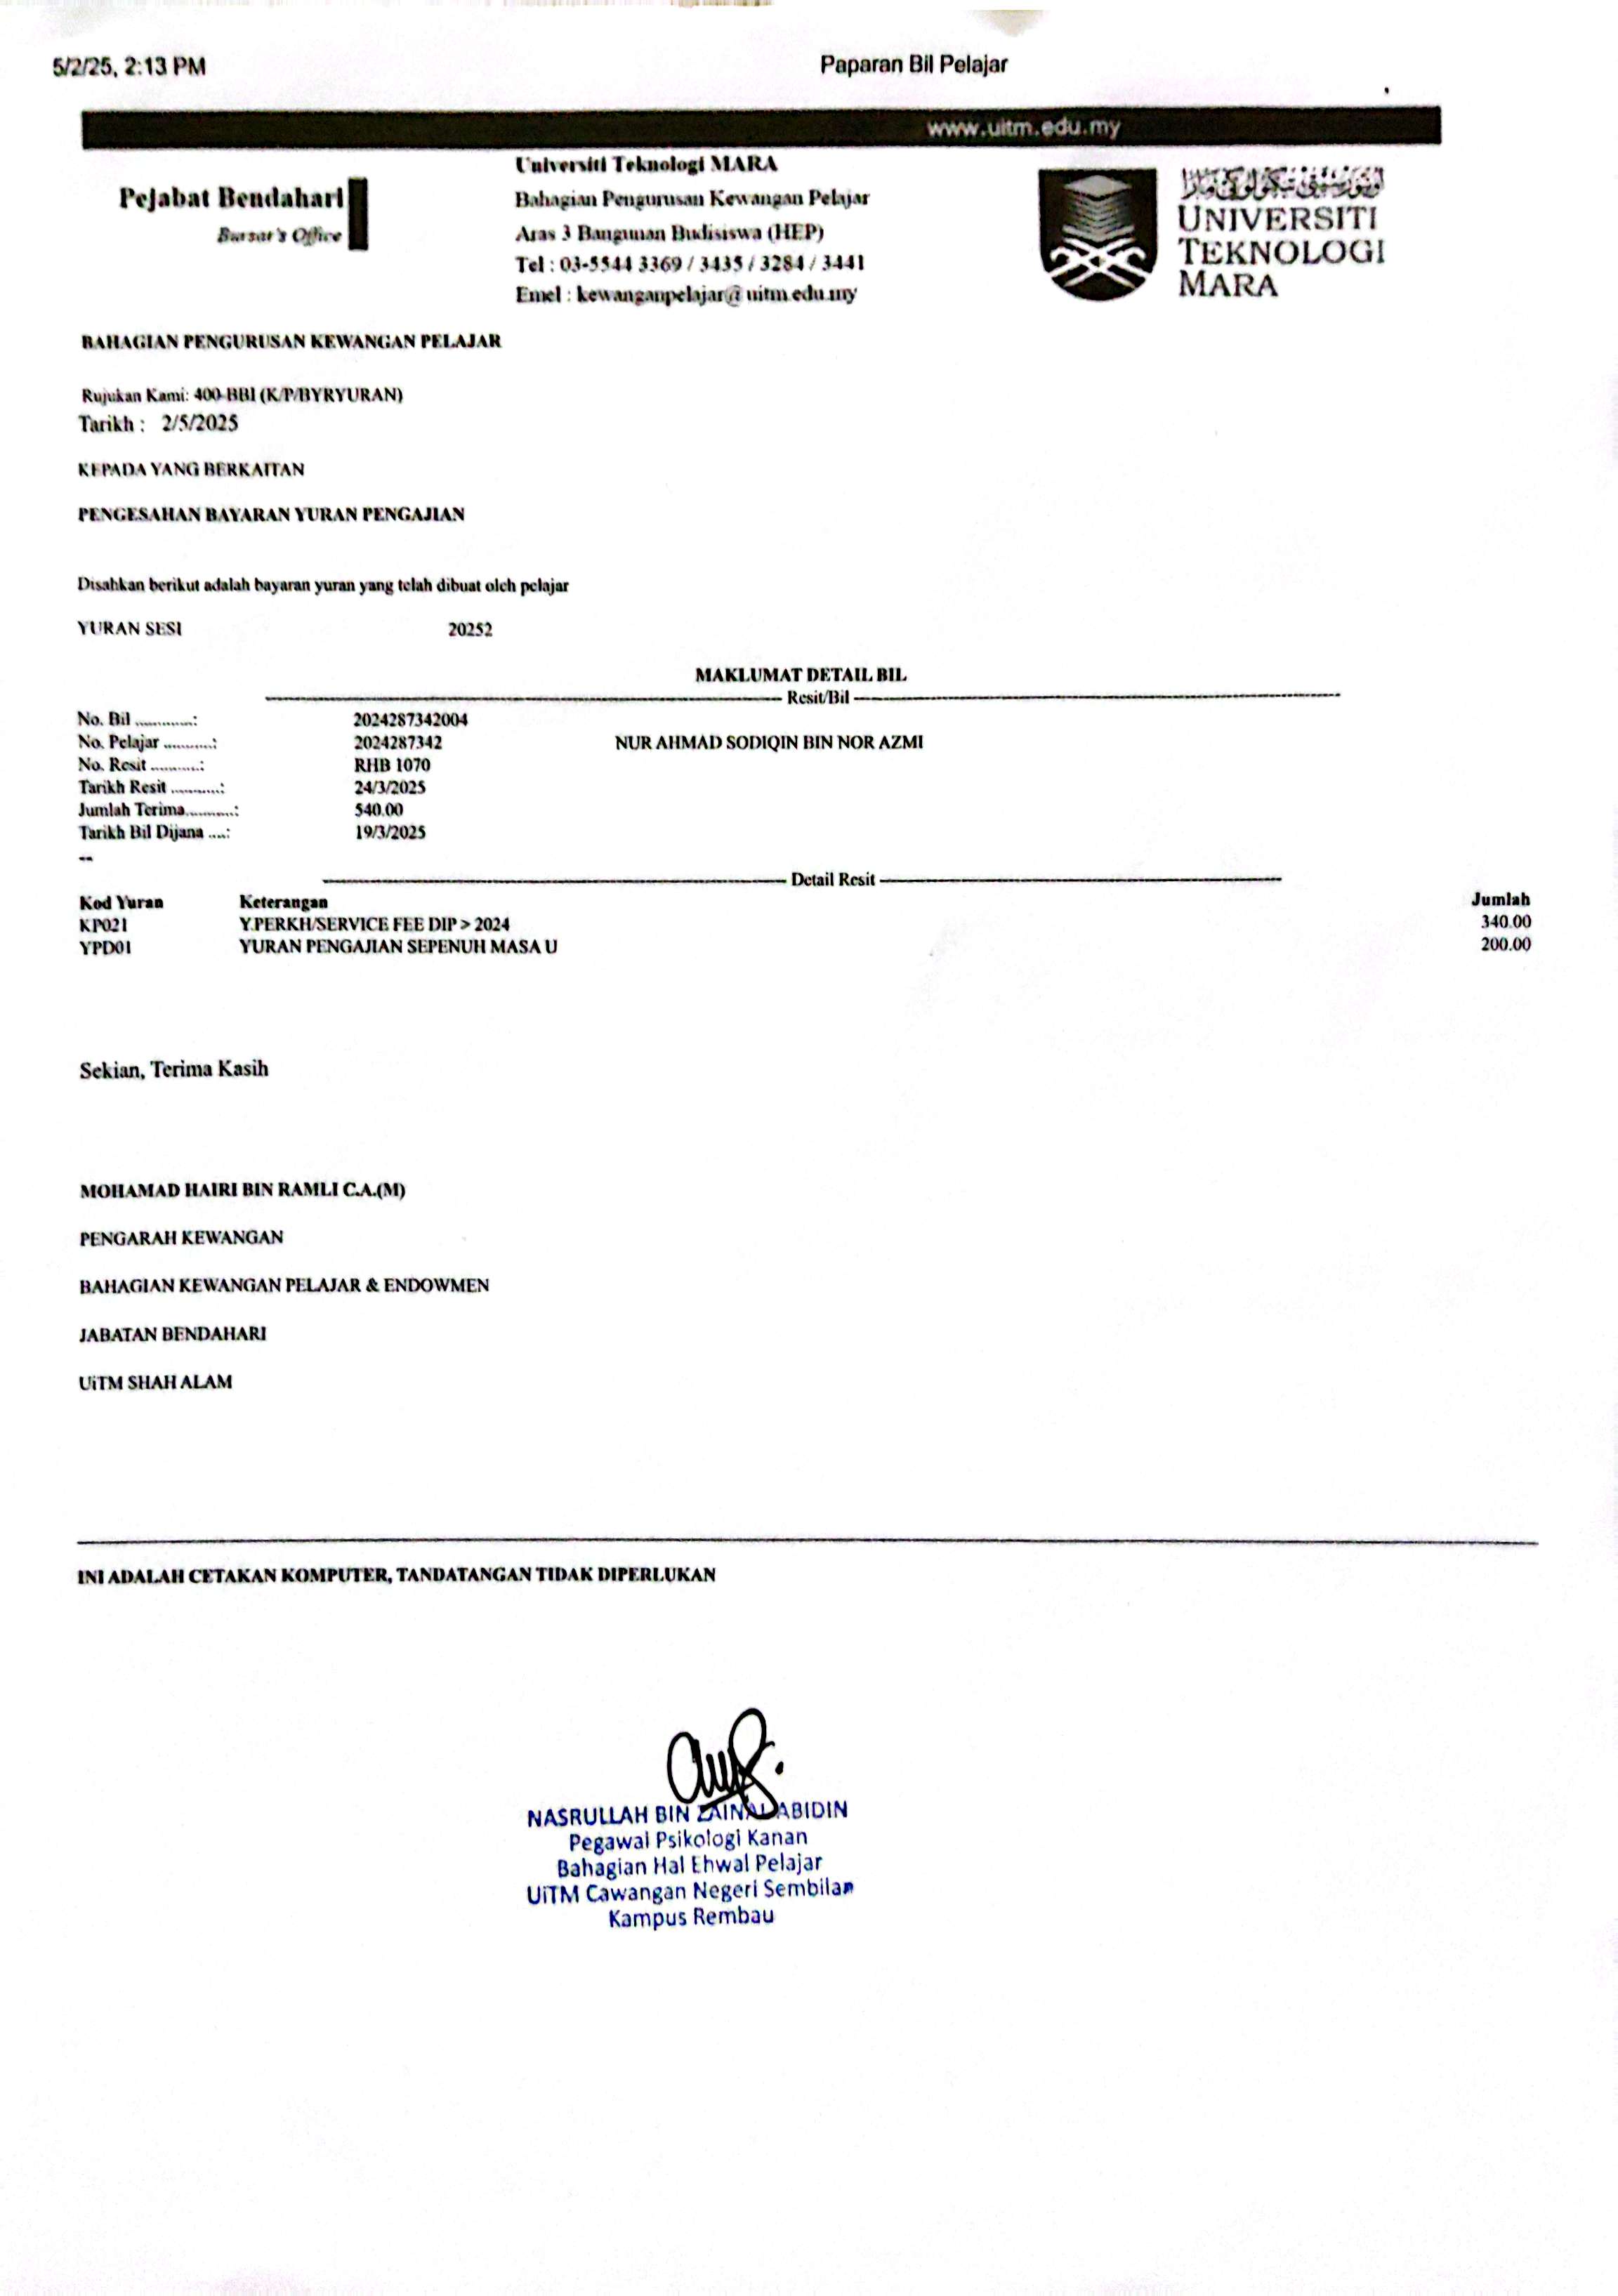 5/2/25, 2:13 PM
Paparan Bil Pelajar
www.uitm.edu.my
Pejabat Bendahari
Bursar's Office
Universiti Teknologi MARA
Bahagian Pengurusan Kewangan Pelajar
Aras 3 Bangunan Budisiswa (HEP)
Tel : 03-5544 3369 / 3435 / 3284 / 3441
Emel : kewanganpelajar@uitm.edu.my
UNIVERSITI
TEKNOLOGI
MARA
BAHAGIAN PENGURUSAN KEWANGAN PELAJAR
Rujukan Kami: 400-BBI (K/P/BYRYURAN)
Tarikh : 2/5/2025
KEPADA YANG BERKAITAN
PENGESAHAN BAYARAN YURAN PENGAJIAN
Disahkan berikut adalah bayaran yuran yang telah dibuat oleh pelajar
YURAN SESI 20252
MAKLUMAT DETAIL BIL
Resit/Bil
No. Bil ............: 2024287342004
No. Pelajar ..........: 2024287342 NUR AHMAD SODIQIN BIN NOR AZMI
No. Resit ..........: RHB 1070
Tarikh Resit ..........: 24/3/2025
Jumlah Terima..........: 540.00
Tarikh Bil Dijana ....: 19/3/2025
--
Detail Resit
Kod Yuran Keterangan Jumlah
KP021 Y.PERKH/SERVICE FEE DIP > 2024 340.00
YPD01 YURAN PENGAJIAN SEPENUH MASA U 200.00
Sekian, Terima Kasih
MOHAMAD HAIRI BIN RAMLI C.A.(M)
PENGARAH KEWANGAN
BAHAGIAN KEWANGAN PELAJAR & ENDOWMEN
JABATAN BENDAHARI
UiTM SHAH ALAM
INI ADALAH CETAKAN KOMPUTER, TANDATANGAN TIDAK DIPERLUKAN
NASRULLAH BIN ZAINAL ABIDIN
Pegawai Psikologi Kanan
Bahagian Hal Ehwal Pelajar
UiTM Cawangan Negeri Sembilan
Kampus Rembau